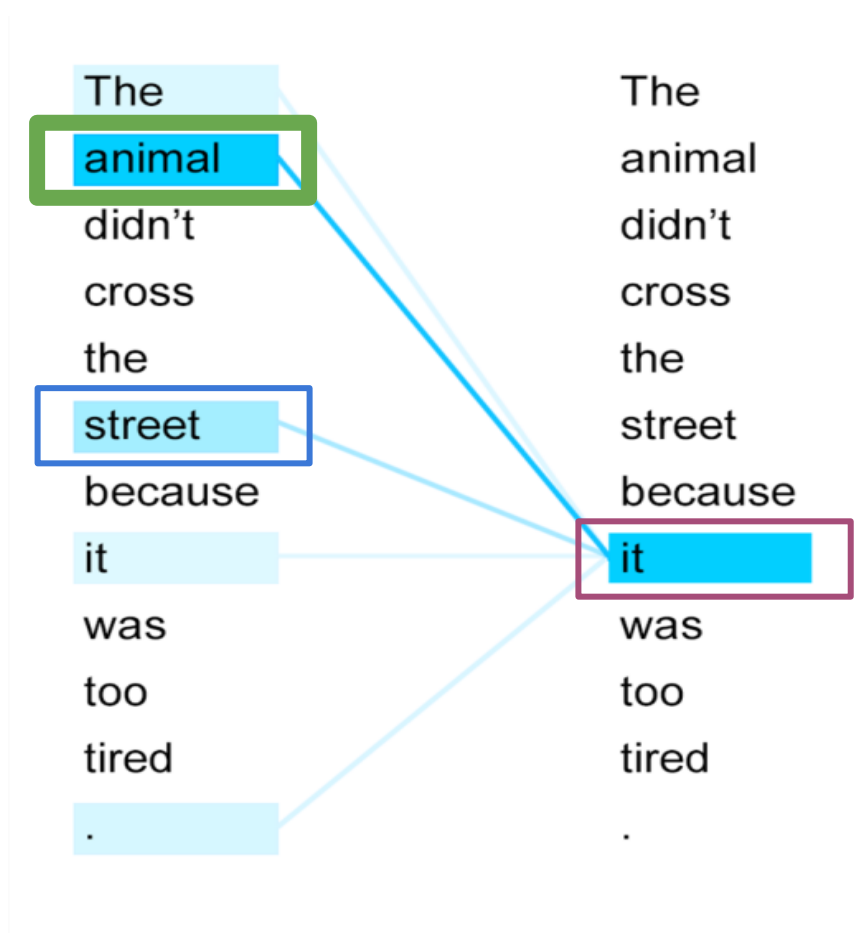 The
animal
didn’t
cross
the
street
because
it
was
too
tired
.
The
animal
didn’t
cross
the
street
because
it
was
too
tired
.